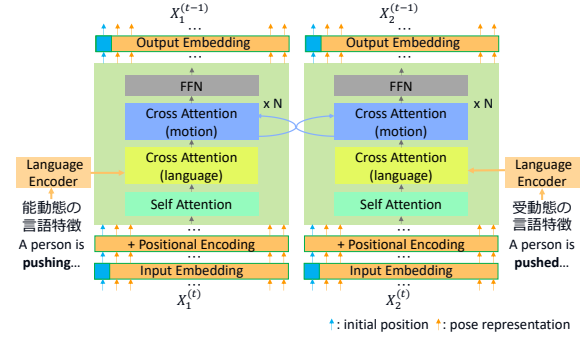 X₁^(t−1)
X₂^(t−1)
...
...
Output Embedding
Output Embedding
...
...
FFN
FFN
x N
x N
Cross Attention
(motion)
Cross Attention
(motion)
Cross Attention
(language)
Cross Attention
(language)
Language
Encoder
Language
Encoder
Self Attention
Self Attention
能動態の
言語特徴
A person is
pushing...
受動態の
言語特徴
A person is
pushed...
...
...
+ Positional Encoding
+ Positional Encoding
...
...
Input Embedding
Input Embedding
...
...
X₁^(t)
X₂^(t)
: initial position
: pose representation